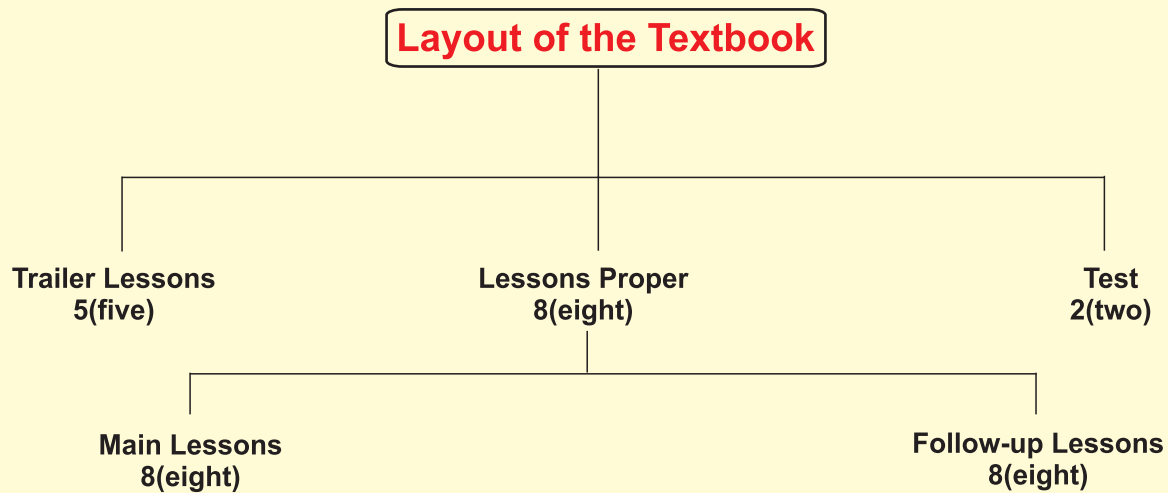 Layout of the Textbook
Trailer Lessons
5(five)
Lessons Proper
8(eight)
Test
2(two)
Main Lessons
8(eight)
Follow-up Lessons
8(eight)